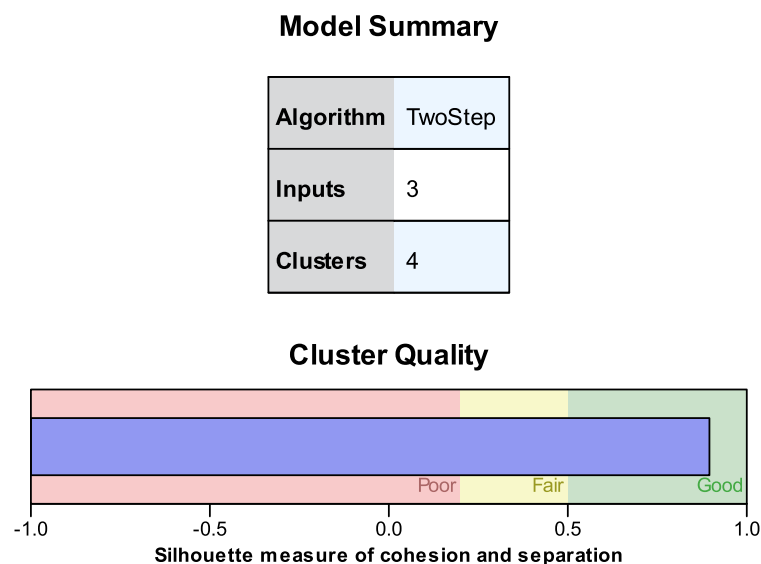 Model Summary
Algorithm TwoStep
Inputs 3
Clusters 4
Cluster Quality
Poor Fair Good
-1.0 -0.5 0.0 0.5 1.0
Silhouette measure of cohesion and separation